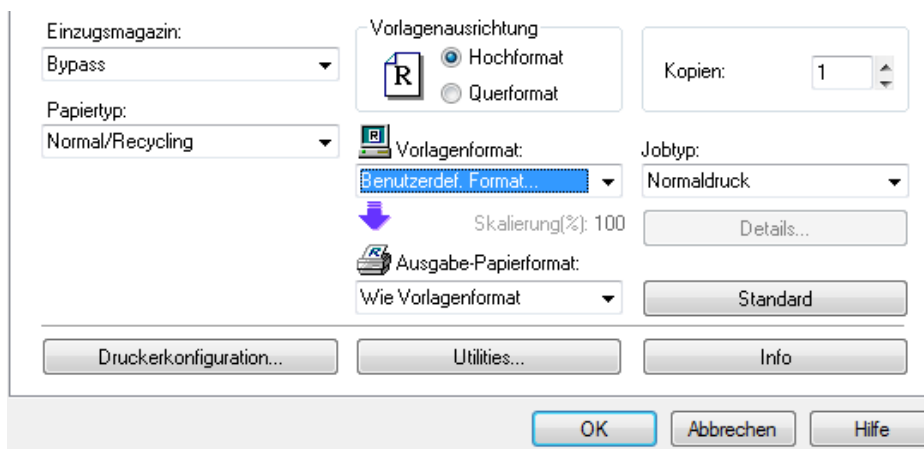 Einzugsmagazin:
Bypass
Papiertyp:
Normal/Recycling
Vorlagenausrichtung
R
Hochformat
Querformat
Kopien:
1
R
Vorlagenformat:
Benutzerdef. Format...
Skalierung(%): 100
R
Ausgabe-Papierformat:
Wie Vorlagenformat
Jobtyp:
Normaldruck
Details...
Standard
Druckerkonfiguration...
Utilities...
Info
OK
Abbrechen
Hilfe